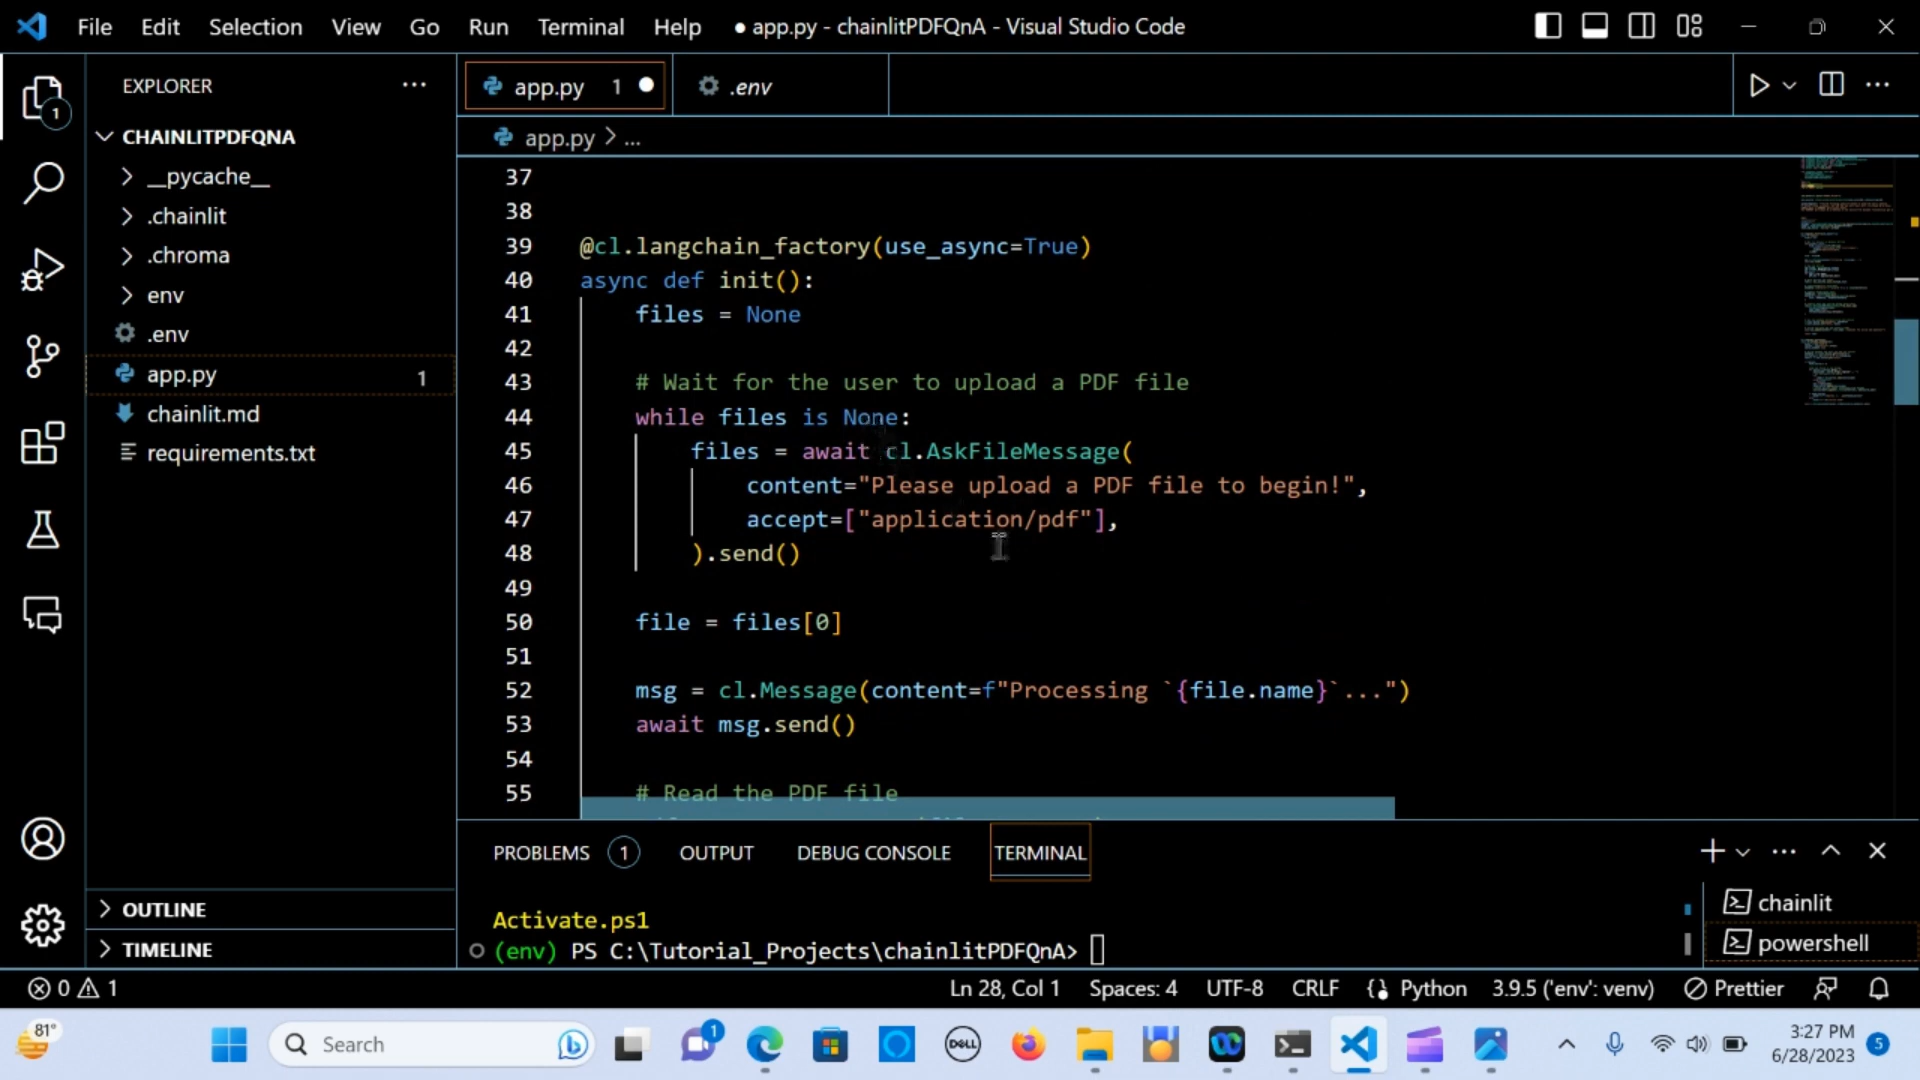 File Edit Selection View Go Run Terminal Help ● app.py - chainlitPDFQnA - Visual Studio Code
EXPLORER ...
1
CHAINLITPDFQNA
__pycache__
.chainlit
.chroma
env
.env
app.py 1
chainlit.md
requirements.txt
OUTLINE
TIMELINE
app.py 1 ●
.env
app.py > ...
37
38
39 @cl.langchain_factory(use_async=True)
40 async def init():
41 files = None
42
43 # Wait for the user to upload a PDF file
44 while files is None:
45 files = await cl.AskFileMessage(
46 content="Please upload a PDF file to begin!",
47 accept=["application/pdf"],
48 ).send()
49
50 file = files[0]
51
52 msg = cl.Message(content=f"Processing `{file.name}`...")
53 await msg.send()
54
55 # Read the PDF file
PROBLEMS 1 OUTPUT DEBUG CONSOLE TERMINAL
Activate.ps1
(env) PS C:\Tutorial_Projects\chainlitPDFQnA>
chainlit
powershell
0 1 Ln 28, Col 1 Spaces: 4 UTF-8 CRLF Python 3.9.5 ('env': venv) Prettier
81°
Search
1
DELL
3:27 PM
6/28/2023
5